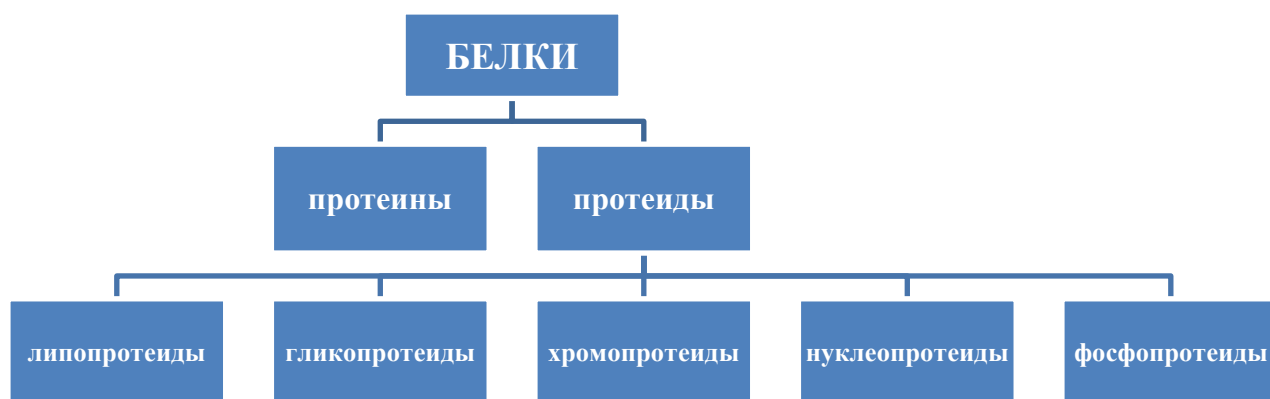 БЕЛКИ
протеины
протеиды
липопротеиды
гликопротеиды
хромопротеиды
нуклеопротеиды
фосфопротеиды